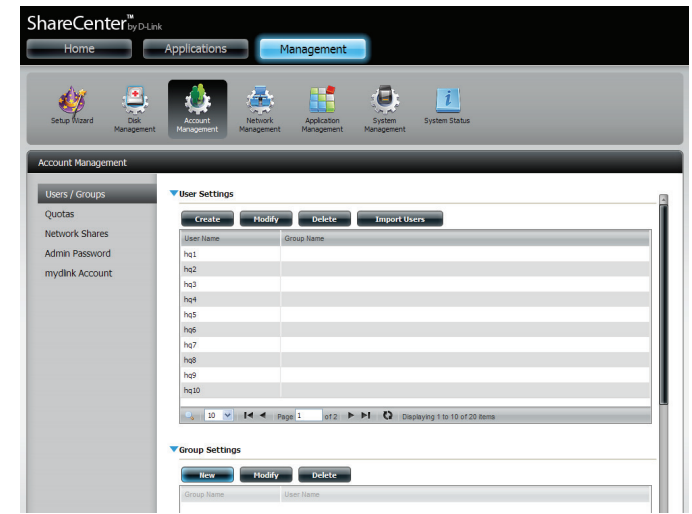 ShareCenter™ by D-Link
Home Applications Management
Setup Wizard Disk Management Account Management Network Management Application Management System Management System Status
Account Management
Users / Groups
Quotas
Network Shares
Admin Password
mydlink Account
User Settings
Create Modify Delete Import Users
User Name Group Name
hq1
hq2
hq3
hq4
hq5
hq6
hq7
hq8
hq9
hq10
10 Page 1 of 2 Displaying 1 to 10 of 20 items
Group Settings
New Modify Delete
Group Name User Name